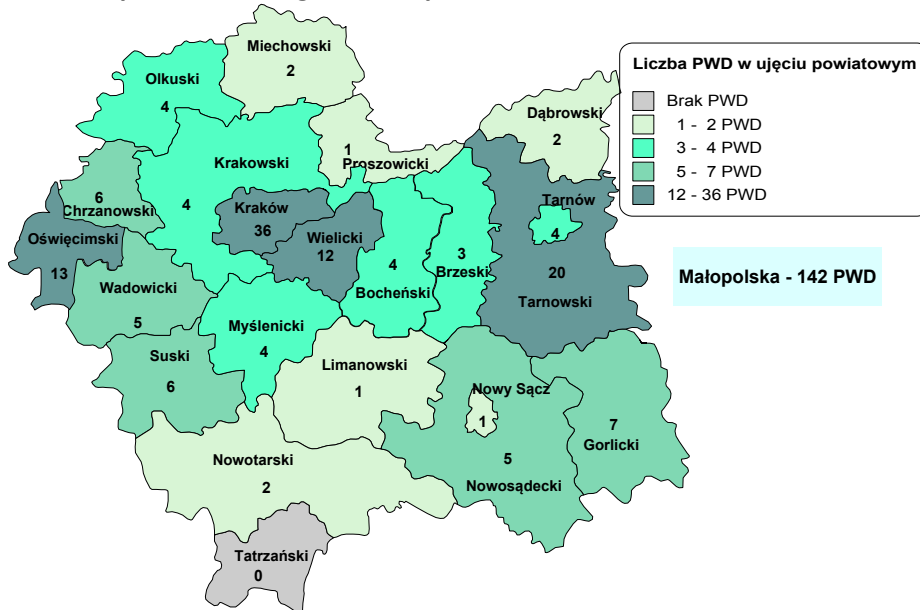 Miechowski
2
Olkuski
4
Liczba PWD w ujęciu powiatowym
Brak PWD
1 - 2 PWD
3 - 4 PWD
5 - 7 PWD
12 - 36 PWD
Dąbrowski
2
1
Proszowicki
Krakowski
4
6
Chrzanowski
Kraków
36
Tarnów
4
Oświęcimski
13
Wielicki
12
3
Brzeski
4
Bocheński
20
Tarnowski
Małopolska - 142 PWD
Wadowicki
5
Myślenicki
4
Suski
6
Limanowski
1
Nowy Sącz
1
7
Gorlicki
5
Nowosądecki
Nowotarski
2
Tatrzański
0